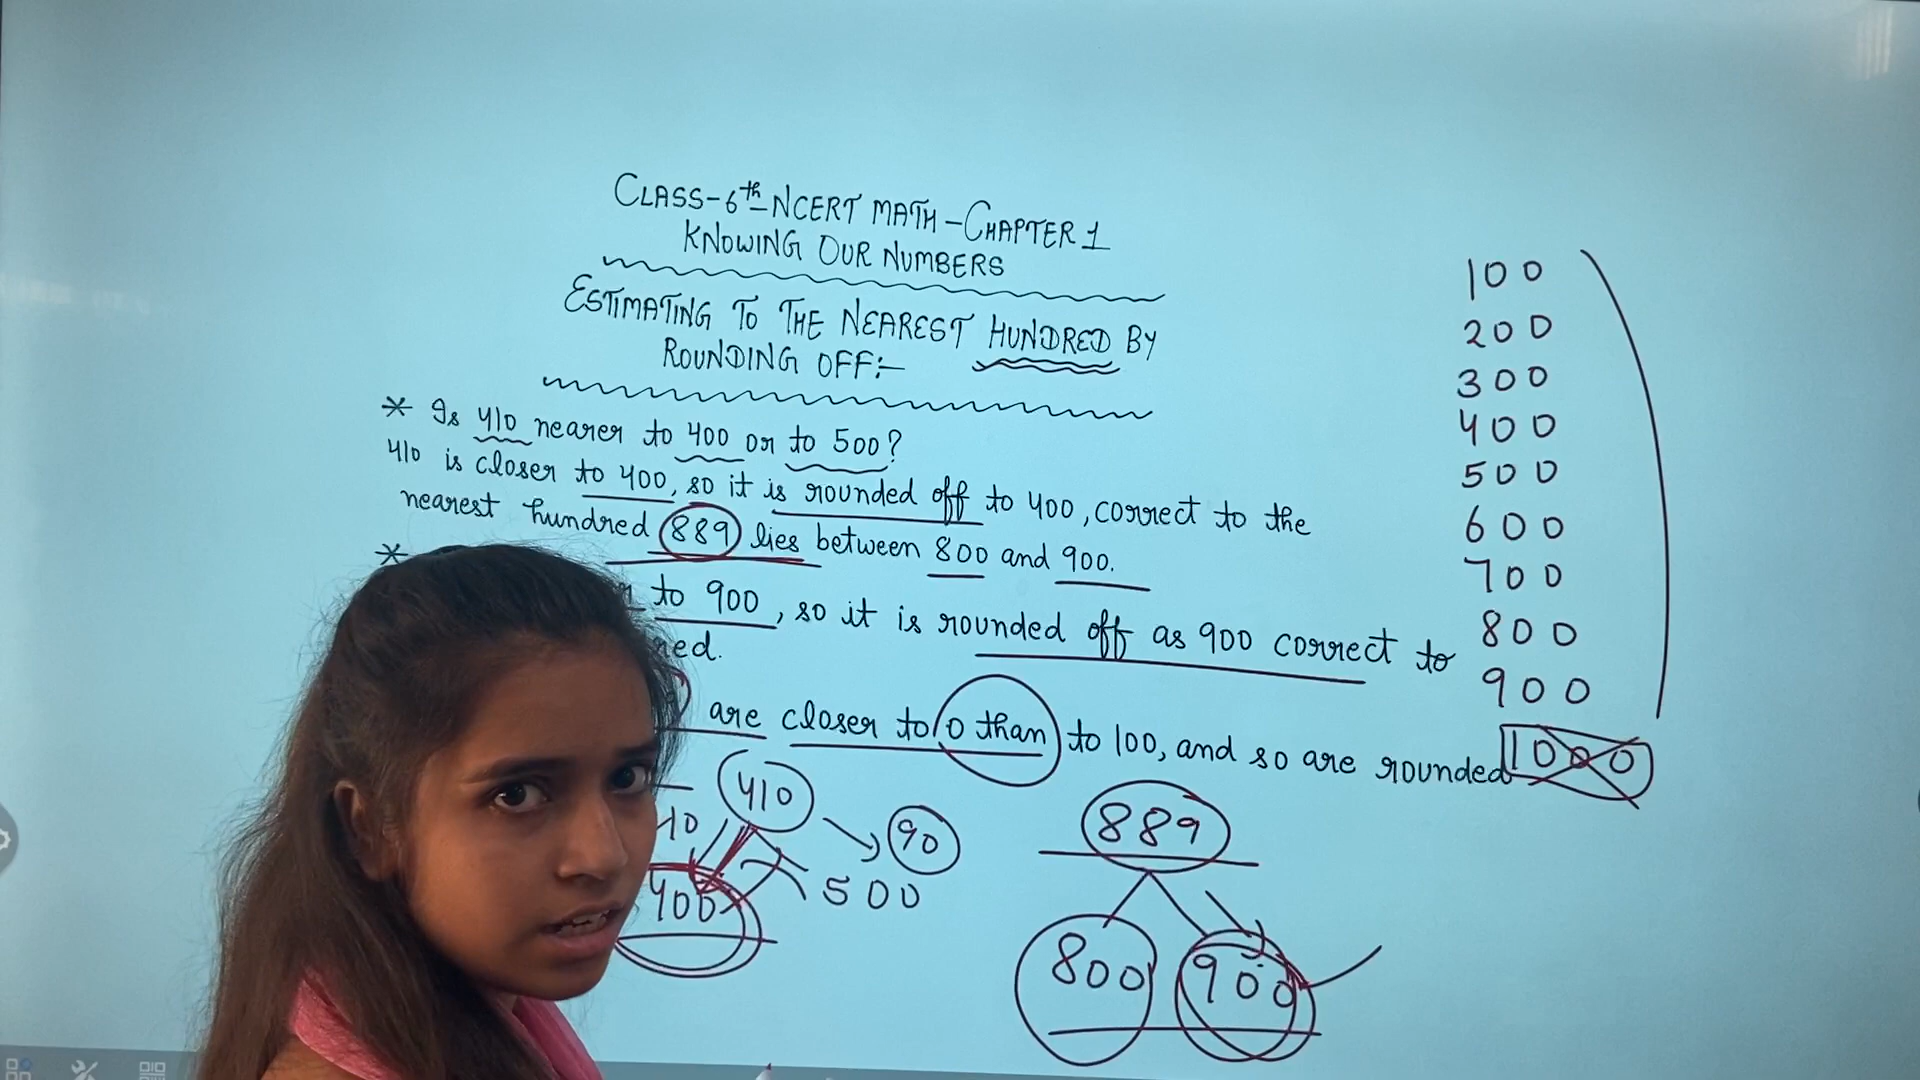 CLASS-6th-NCERT MATH-CHAPTER 1
KNOWING OUR NUMBERS
ESTIMATING TO THE NEAREST HUNDRED BY
ROUNDING OFF:-
* Is 410 nearer to 400 or to 500?
410 is closer to 400, so it is rounded off to 400, correct to the
nearest hundred
* 889 lies between 800 and 900.
to 900, so it is rounded off as 900 correct to
are closer to 0 than to 100, and so are rounded
410
10
90
400
500
889
800 900
100
200
300
400
500
600
700
800
900
1000